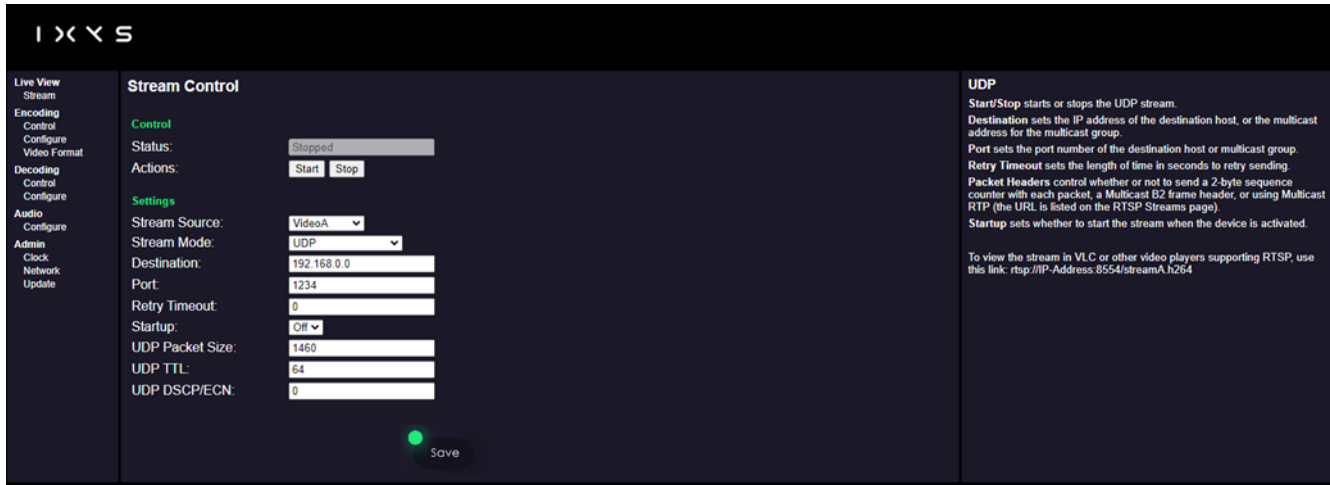 IXYS
Live View
Stream
Encoding
Control
Configure
Video Format
Decoding
Control
Configure
Audio
Configure
Admin
Clock
Network
Update
Stream Control
Control
Status: Stopped
Actions: Start Stop
Settings
Stream Source: VideoA
Stream Mode: UDP
Destination: 192.168.0.0
Port: 1234
Retry Timeout: 0
Startup: Off
UDP Packet Size: 1460
UDP TTL: 64
UDP DSCP/ECN: 0
Save
UDP
Start/Stop starts or stops the UDP stream.
Destination sets the IP address of the destination host, or the multicast
address for the multicast group.
Port sets the port number of the destination host or multicast group.
Retry Timeout sets the length of time in seconds to retry sending.
Packet Headers control whether or not to send a 2-byte sequence
counter with each packet, a Multicast B2 frame header, or using Multicast
RTP (the URL is listed on the RTSP Streams page).
Startup sets whether to start the stream when the device is activated.
To view the stream in VLC or other video players supporting RTSP, use
this link: rtsp://IP-Address:8554/streamA.h264